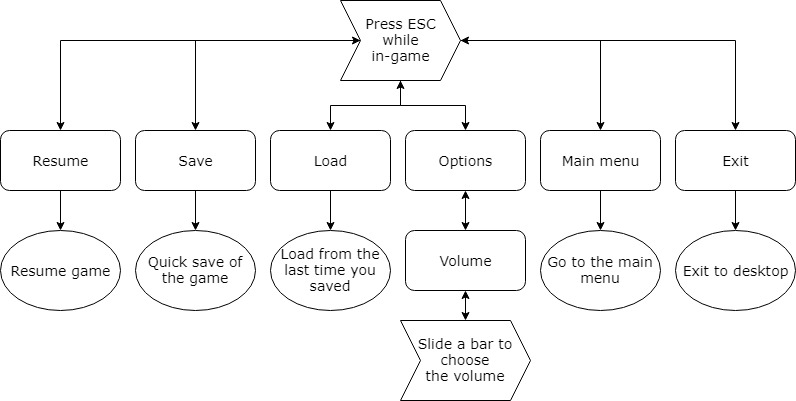 Press ESC
while
in-game
Resume
Save
Load
Options
Main menu
Exit
Resume game
Quick save of
the game
Load from the
last time you
saved
Volume
Go to the main
menu
Exit to desktop
Slide a bar to
choose
the volume